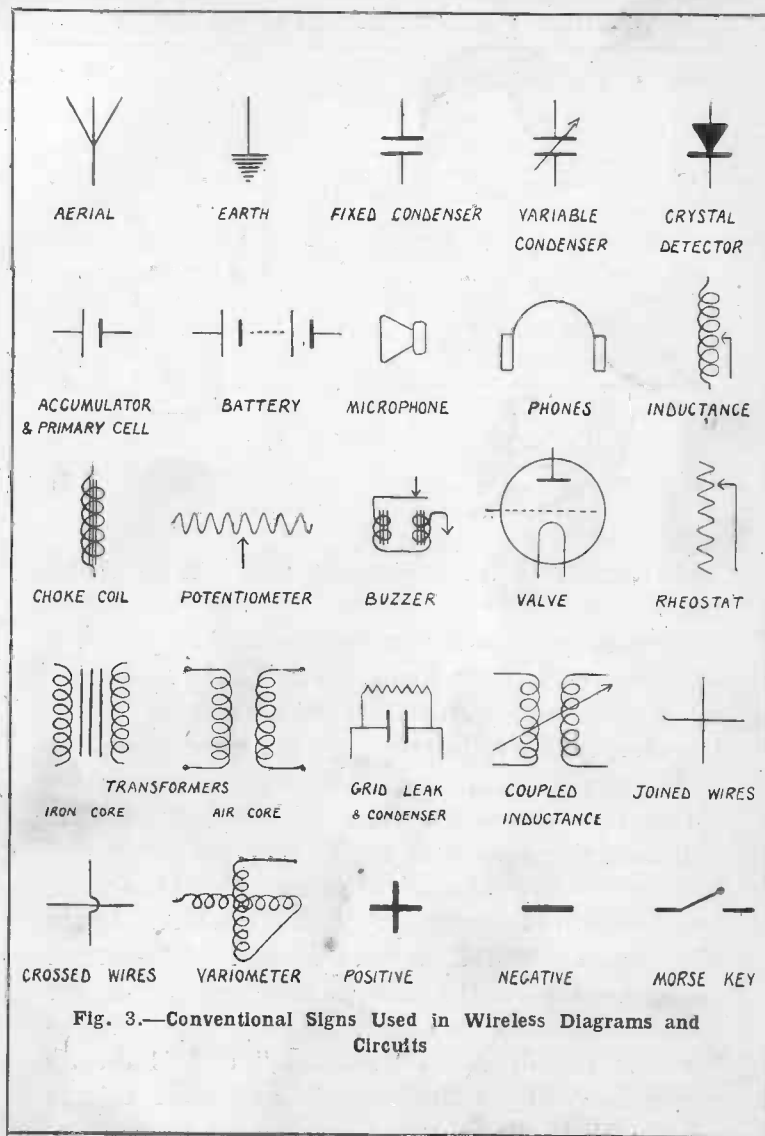 AERIAL
EARTH
FIXED CONDENSER
VARIABLE
CONDENSER
CRYSTAL
DETECTOR
ACCUMULATOR
& PRIMARY CELL
BATTERY
MICROPHONE
PHONES
INDUCTANCE
CHOKE COIL
POTENTIOMETER
BUZZER
VALVE
RHEOSTAT
TRANSFORMERS
IRON CORE
AIR CORE
GRID LEAK
& CONDENSER
COUPLED
INDUCTANCE
JOINED WIRES
CROSSED WIRES
VARIOMETER
POSITIVE
NEGATIVE
MORSE KEY
Fig. 3.—Conventional Signs Used in Wireless Diagrams and
Circuits